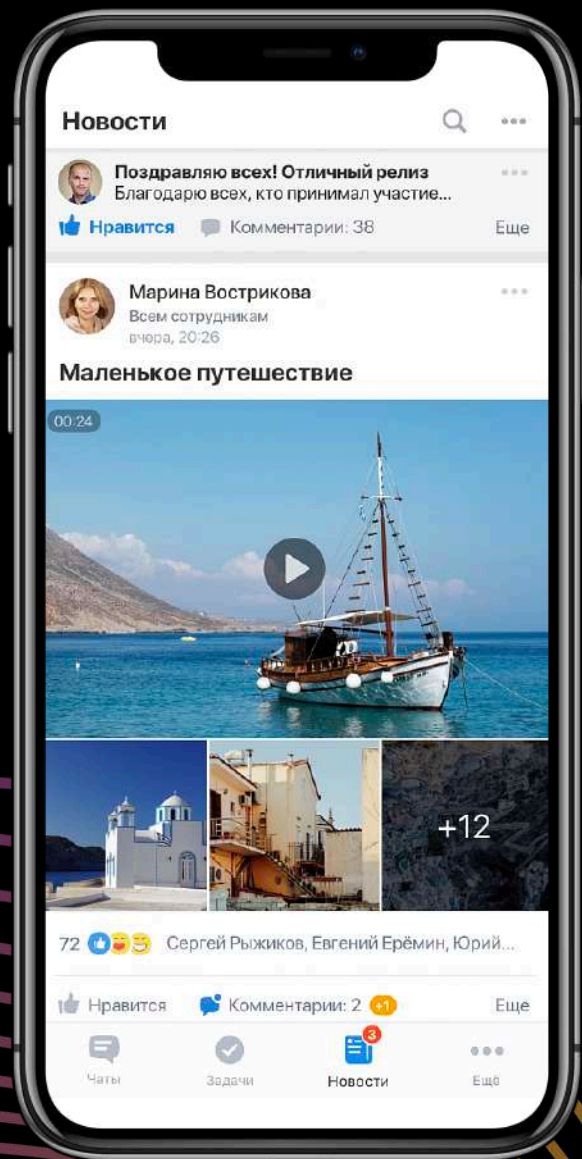 Новости
Поздравляю всех! Отличный релиз
Благодарю всех, кто принимал участие...
Нравится Комментарии: 38 Еще
Марина Вострикова
Всем сотрудникам
вчера, 20:26
Маленькое путешествие
00:24
+12
72 Сергей Рыжиков, Евгений Ерёмин, Юрий...
Нравится Комментарии: 2 +1 Еще
3
Чаты Задачи Новости Ещё